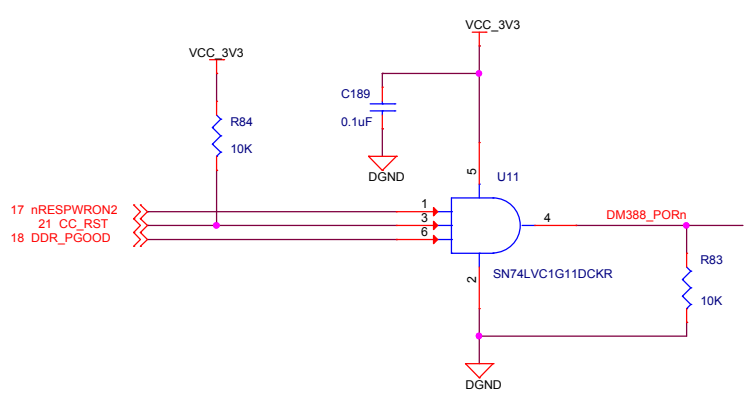 VCC_3V3
VCC_3V3
C189
0.1uF
R84
10K
DGND
5
U11
17 nRESPWRON2
1
21 CC_RST
3
18 DDR_PGOOD
6
4
DM388_PORn
2
SN74LVC1G11DCKR
R83
10K
DGND